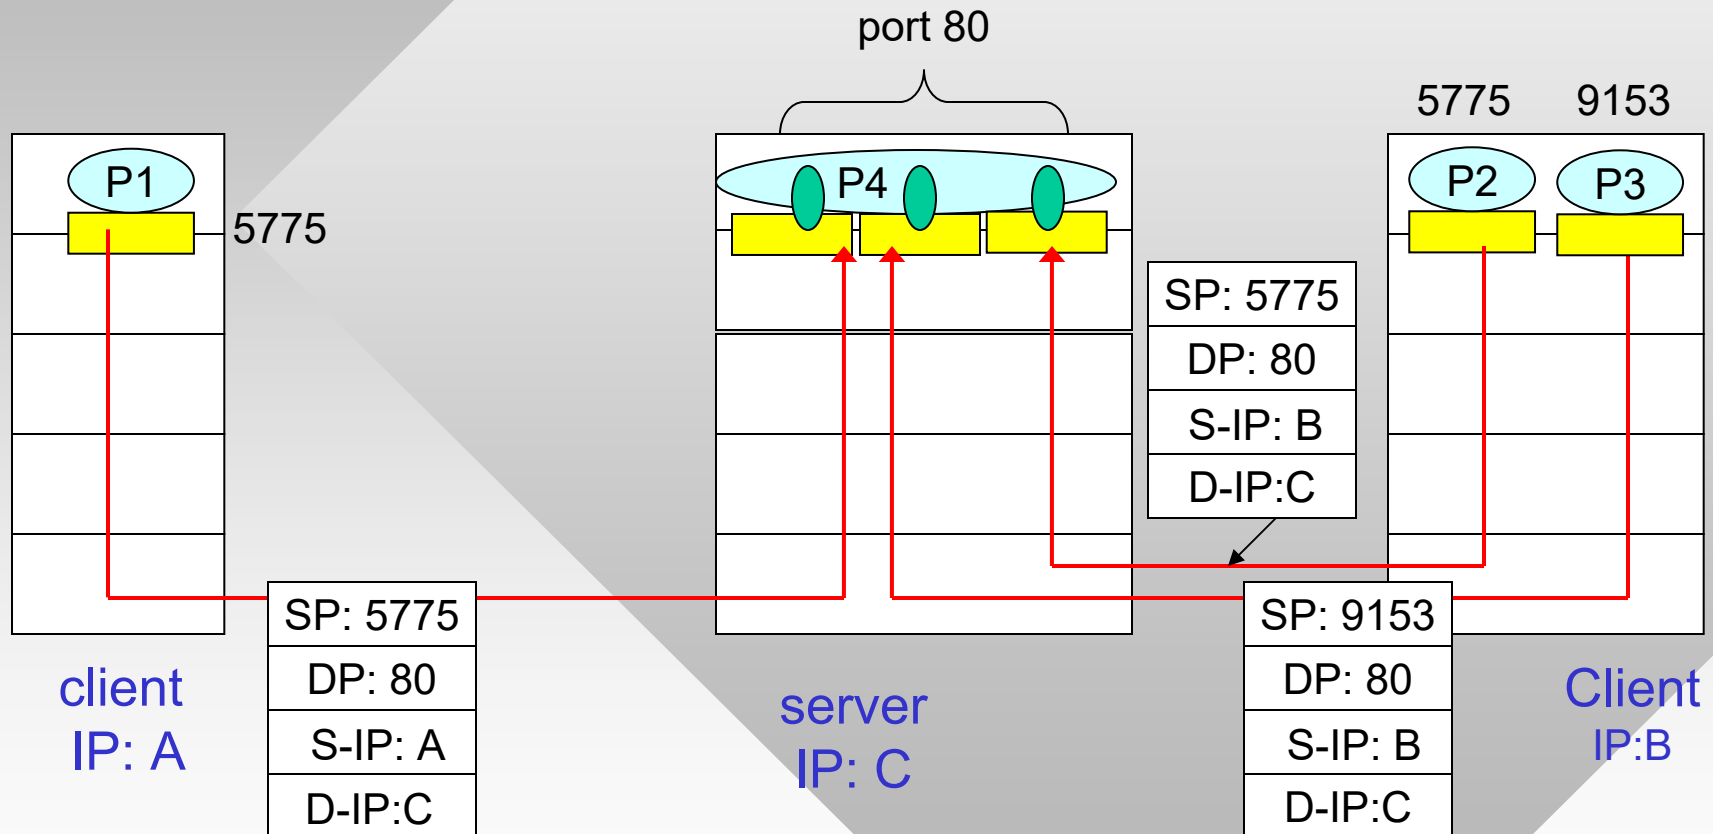 port 80
5775 9153
P1
P4
P2
P3
5775
SP: 5775
DP: 80
S-IP: B
D-IP:C
SP: 5775
DP: 80
S-IP: A
D-IP:C
SP: 9153
DP: 80
S-IP: B
D-IP:C
client
IP: A
server
IP: C
Client
IP:B